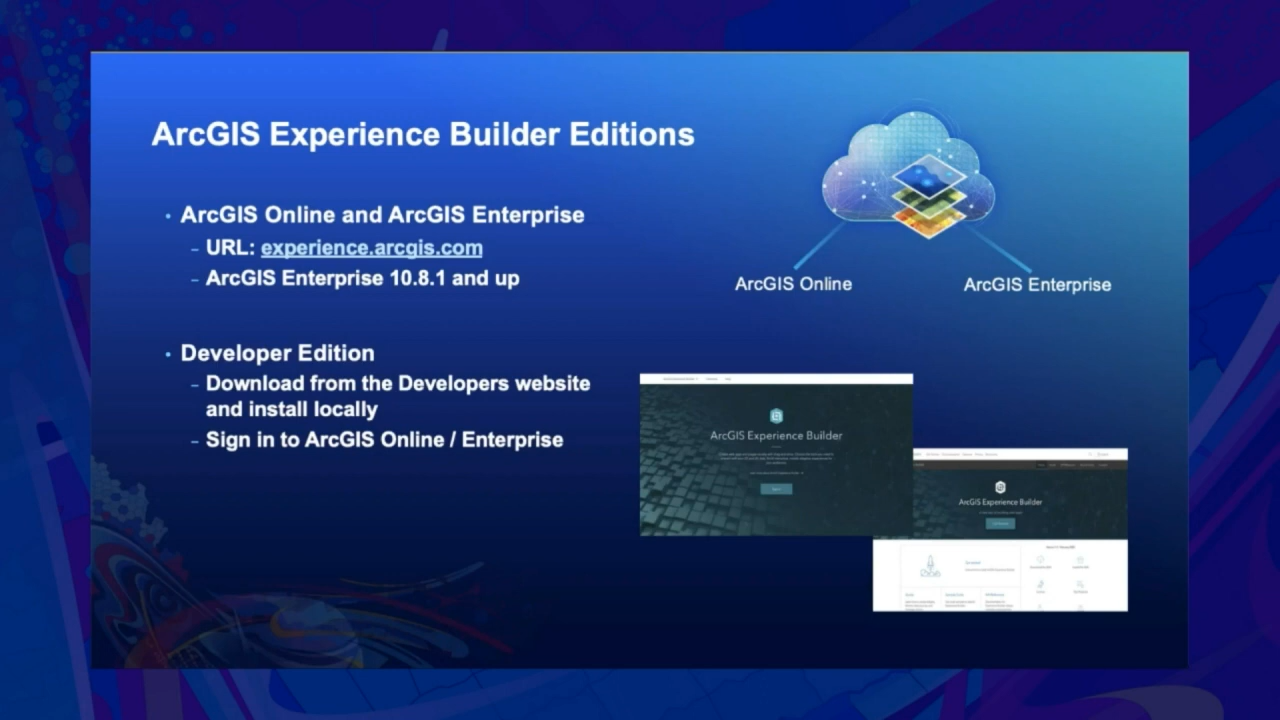 ArcGIS Experience Builder Editions
· ArcGIS Online and ArcGIS Enterprise
– URL: experience.arcgis.com
– ArcGIS Enterprise 10.8.1 and up
ArcGIS Online
ArcGIS Enterprise
· Developer Edition
– Download from the Developers website
and install locally
– Sign in to ArcGIS Online / Enterprise
ArcGIS Experience Builder
ArcGIS Experience Builder